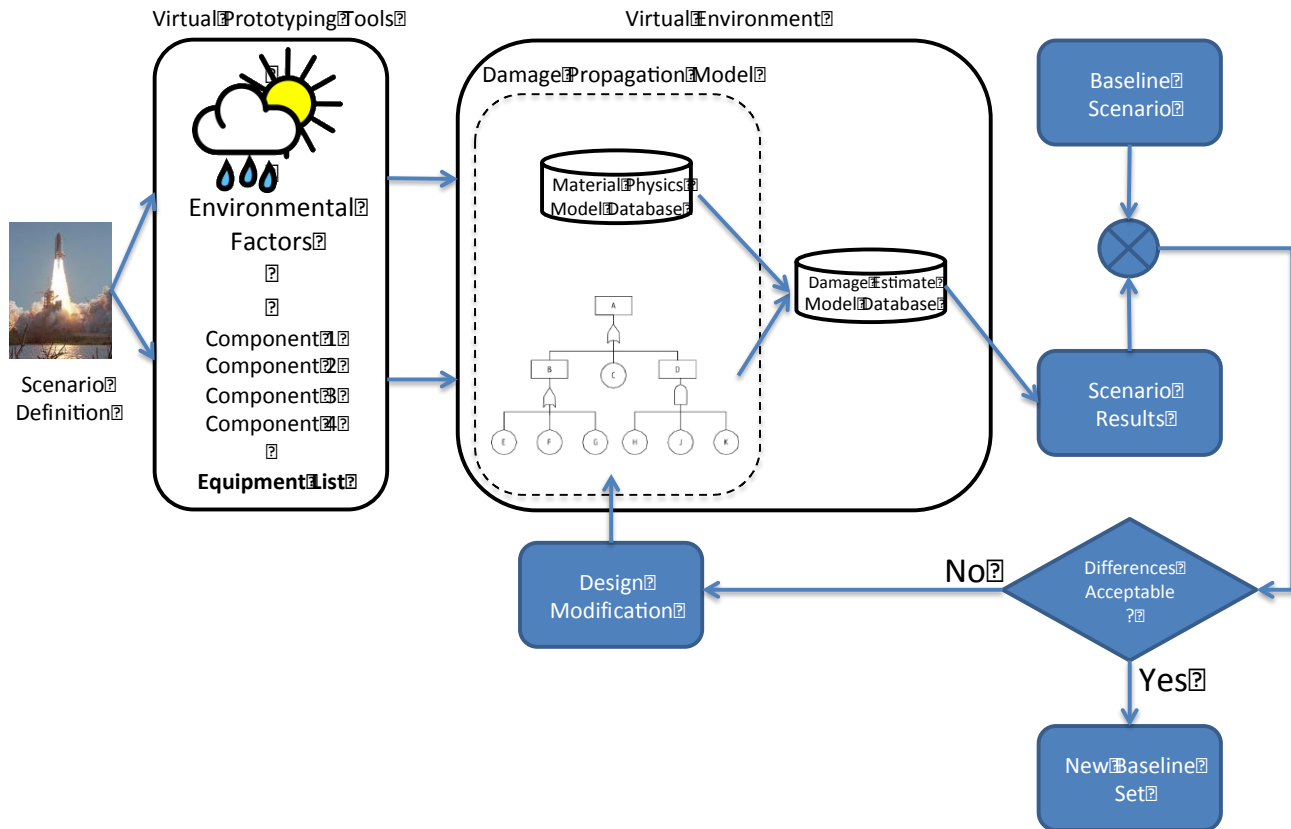 Virtual Prototyping Tools
Virtual Environment
Damage Propagation Model
Baseline
Scenario
Material Physics
Model Database
Environmental
Factors
Damage Estimate
Model Database
A
B
C
D
E
F
G
H
J
K
Component 1
Component 2
Component 3
Component 4
Equipment List
Scenario
Definition
Scenario
Results
Differences
Acceptable
?
No
Design
Modification
Yes
New Baseline
Set